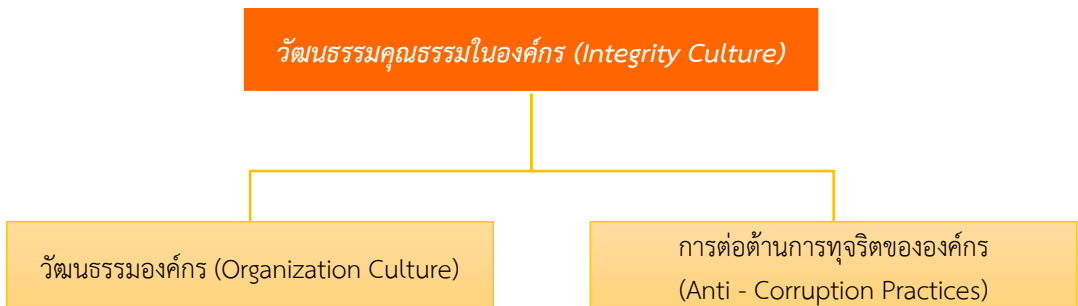 วัฒนธรรมคุณธรรมในองค์กร (Integrity Culture)
วัฒนธรรมองค์กร (Organization Culture)
การต่อต้านการทุจริตขององค์กร
(Anti - Corruption Practices)